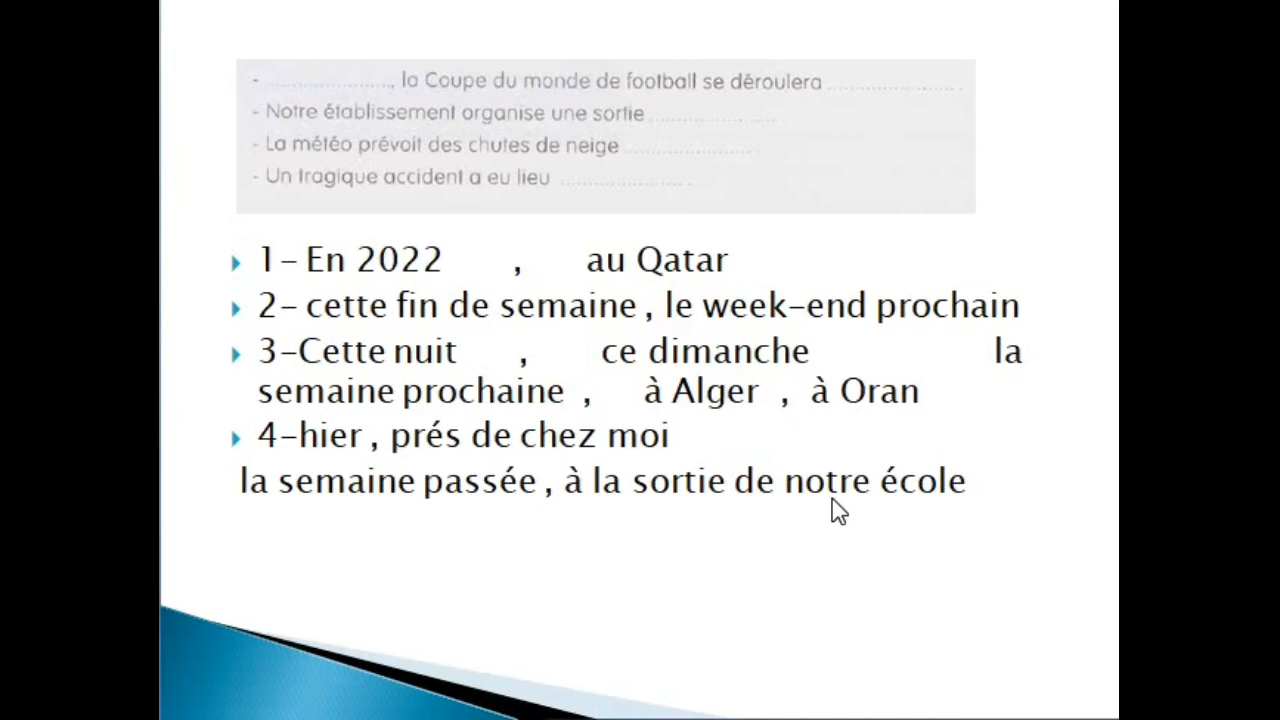 - ...................., la Coupe du monde de football se déroulera ....................
- Notre établissement organise une sortie ....................
- La météo prévoit des chutes de neige ....................
- Un tragique accident a eu lieu .................... .
1- En 2022 , au Qatar
2- cette fin de semaine , le week-end prochain
3-Cette nuit , ce dimanche la
semaine prochaine , à Alger , à Oran
4-hier , prés de chez moi
la semaine passée , à la sortie de notre école